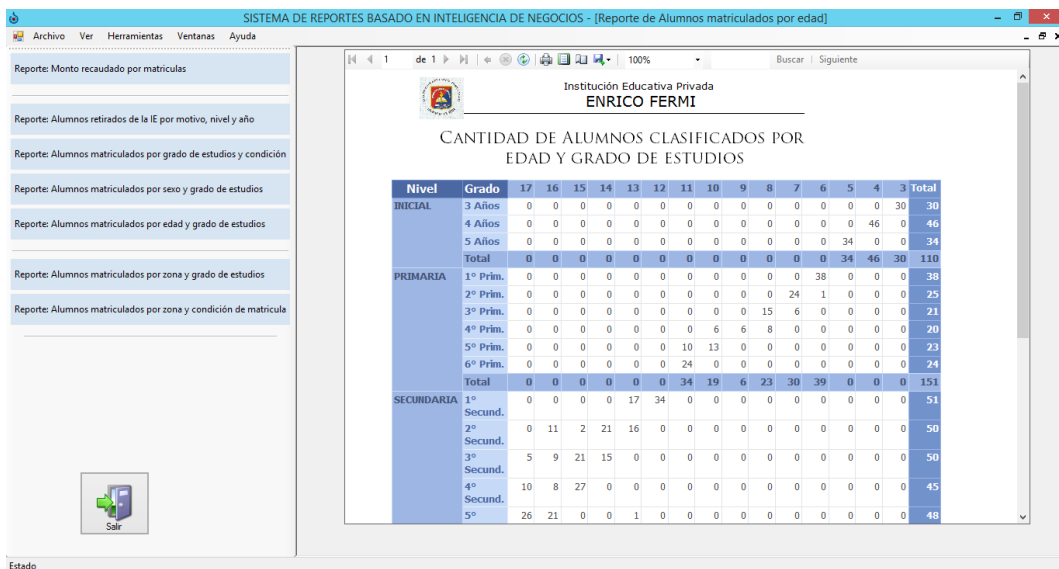 SISTEMA DE REPORTES BASADO EN INTELIGENCIA DE NEGOCIOS - [Reporte de Alumnos matriculados por edad]
Archivo Ver Herramientas Ventanas Ayuda
Reporte: Monto recaudado por matriculas
Reporte: Alumnos retirados de la IE por motivo, nivel y año
Reporte: Alumnos matriculados por grado de estudios y condición
Reporte: Alumnos matriculados por sexo y grado de estudios
Reporte: Alumnos matriculados por edad y grado de estudios
Reporte: Alumnos matriculados por zona y grado de estudios
Reporte: Alumnos matriculados por zona y condición de matricula
Salir
1 de 1 100% Buscar | Siguiente
Institución Educativa Privada
ENRICO FERMI
CANTIDAD DE ALUMNOS CLASIFICADOS POR
EDAD Y GRADO DE ESTUDIOS
Nivel Grado 17 16 15 14 13 12 11 10 9 8 7 6 5 4 3 Total
INICIAL 3 Años 0 0 0 0 0 0 0 0 0 0 0 0 0 0 30 30
4 Años 0 0 0 0 0 0 0 0 0 0 0 0 0 46 0 46
5 Años 0 0 0 0 0 0 0 0 0 0 0 0 34 0 0 34
Total 0 0 0 0 0 0 0 0 0 0 0 0 34 46 30 110
PRIMARIA 1º Prim. 0 0 0 0 0 0 0 0 0 0 0 38 0 0 0 38
2º Prim. 0 0 0 0 0 0 0 0 0 0 24 1 0 0 0 25
3º Prim. 0 0 0 0 0 0 0 0 0 15 6 0 0 0 0 21
4º Prim. 0 0 0 0 0 0 0 6 6 8 0 0 0 0 0 20
5º Prim. 0 0 0 0 0 0 10 13 0 0 0 0 0 0 0 23
6º Prim. 0 0 0 0 0 0 24 0 0 0 0 0 0 0 0 24
Total 0 0 0 0 0 0 34 19 6 23 30 39 0 0 0 151
SECUNDARIA 1º Secund. 0 0 0 0 17 34 0 0 0 0 0 0 0 0 0 51
2º Secund. 0 11 2 21 16 0 0 0 0 0 0 0 0 0 0 50
3º Secund. 5 9 21 15 0 0 0 0 0 0 0 0 0 0 0 50
4º Secund. 10 8 27 0 0 0 0 0 0 0 0 0 0 0 0 45
5º 26 21 0 0 1 0 0 0 0 0 0 0 0 0 0 48
Estado